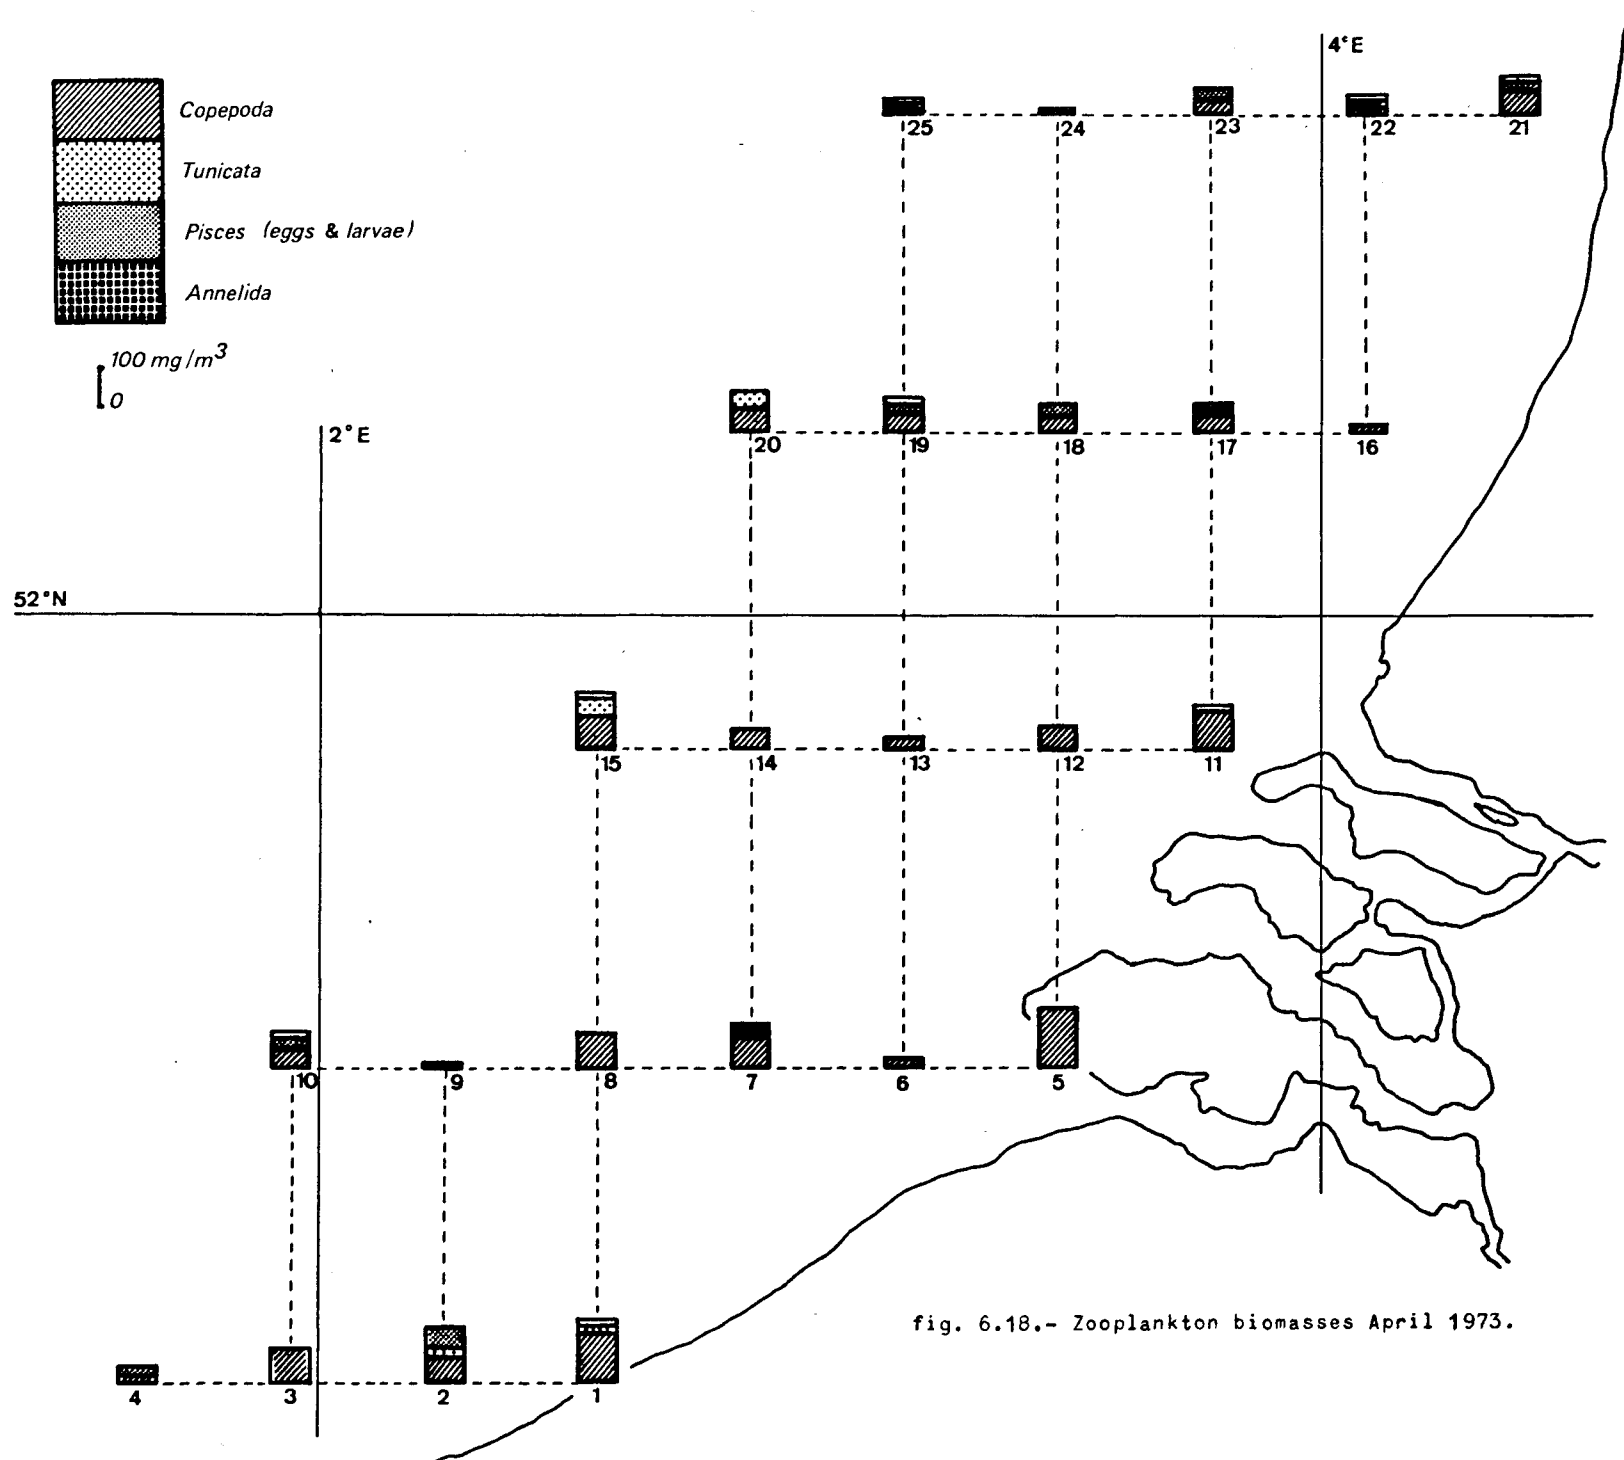 4°E
Copepoda
Tunicata
Pisces (eggs & larvae)
Annelida
100 mg/m³
0
25 24 23 22 21
2°E
20 19 18 17 16
52°N
15 14 13 12 11
10 9 8 7 6 5
4 3 2 1
fig. 6.18.- Zooplankton biomasses April 1973.